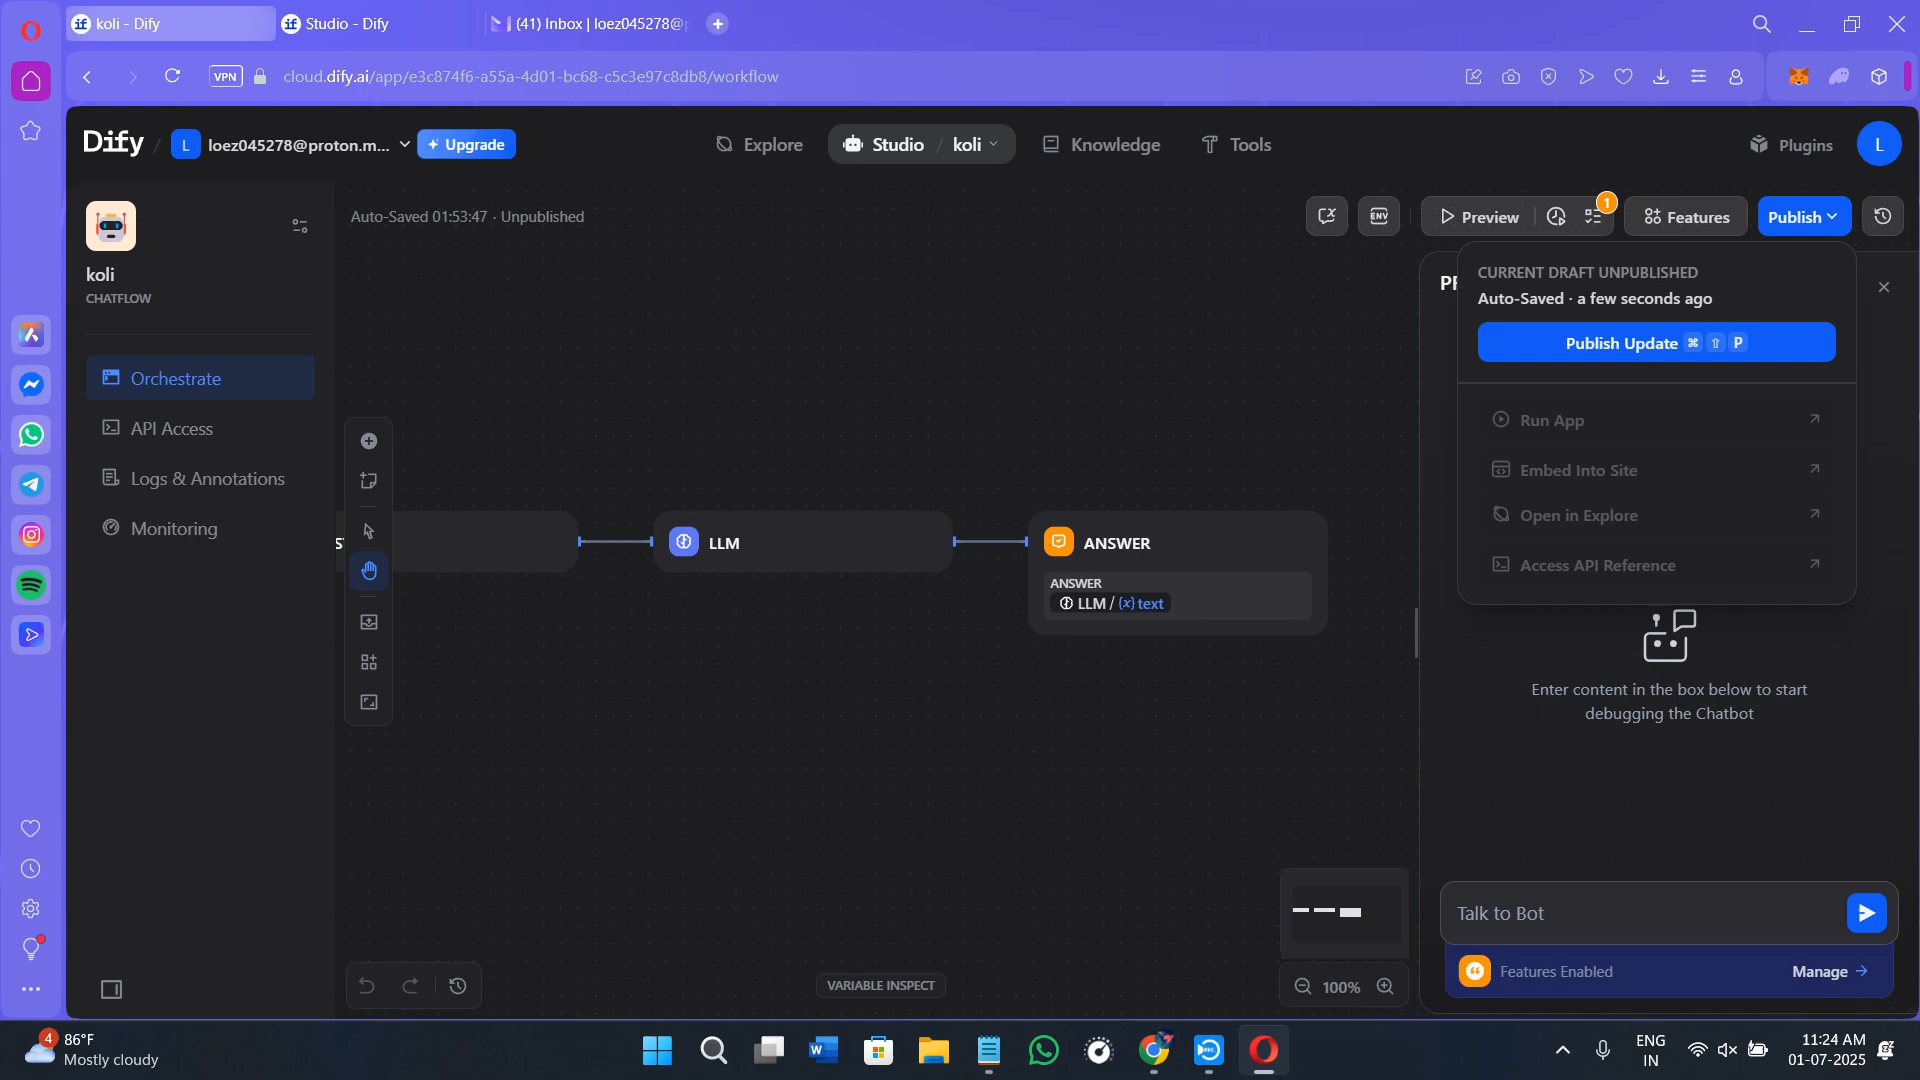 koli - Dify
Studio - Dify
(41) Inbox | loez045278@
VPN
cloud.dify.ai/app/e3c874f6-a55a-4d01-bc68-c5c3e97c8db8/workflow
Dify / L loez045278@proton.m...
Upgrade
Explore
Studio / koli
Knowledge
Tools
Plugins
L
koli
CHATFLOW
Orchestrate
API Access
Logs & Annotations
Monitoring
Auto-Saved 01:53:47 · Unpublished
ENV
Preview
1
Features
Publish
CURRENT DRAFT UNPUBLISHED
Auto-Saved · a few seconds ago
Publish Update ⌘ ⇧ P
Run App
Embed Into Site
Open in Explore
Access API Reference
LLM
ANSWER
ANSWER
LLM / {x} text
Enter content in the box below to start
debugging the Chatbot
Talk to Bot
Features Enabled
Manage →
VARIABLE INSPECT
100%
4
86°F
Mostly cloudy
ENG
IN
11:24 AM
01-07-2025